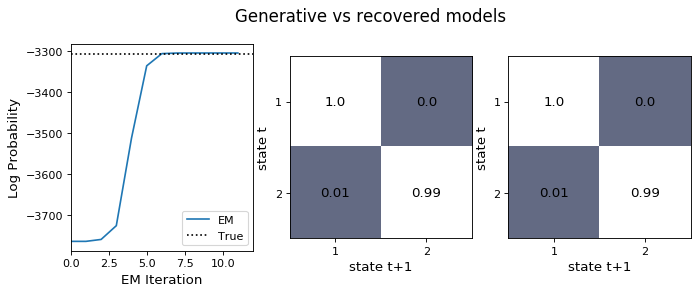 Generative vs recovered models
Log Probability
−3300
−3400
−3500
−3600
−3700
0.0 2.5 5.0 7.5 10.0
EM Iteration
EM
True
state t
1
2
1.0 0.0
0.01 0.99
1 2
state t+1
state t
1
2
1.0 0.0
0.01 0.99
1 2
state t+1